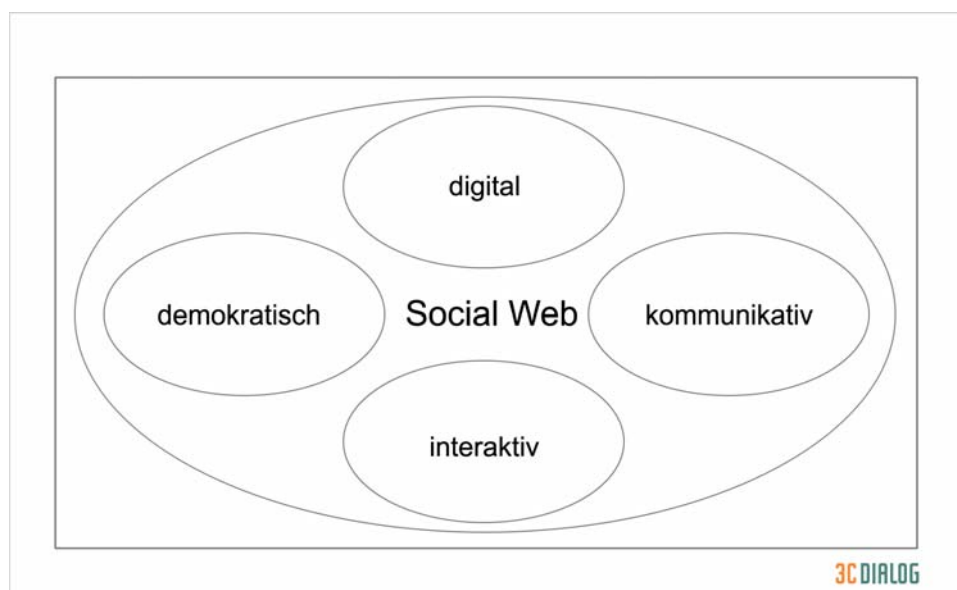 digital
demokratisch
Social Web
kommunikativ
interaktiv
3C DIALOG